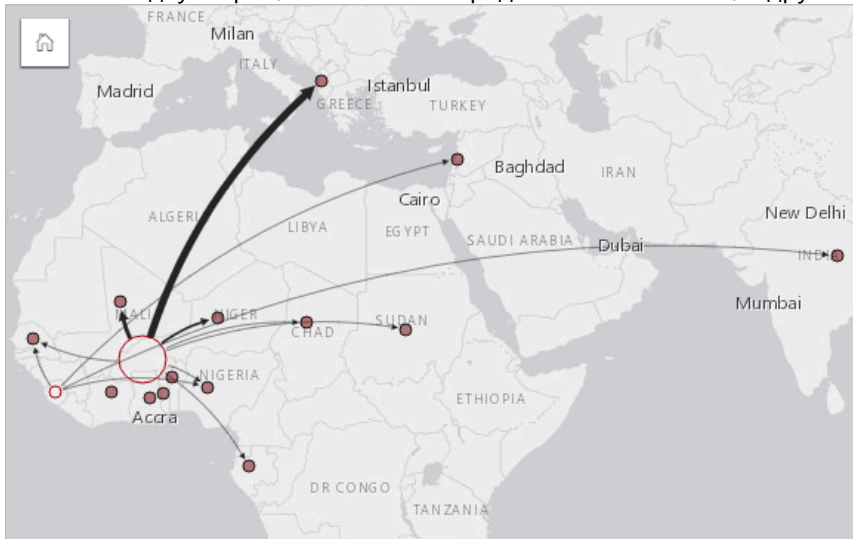 FRANCE
Milan
ITALY
Madrid
Istanbul
GREECE
TURKEY
Baghdad
IRAN
Cairo
New Delhi
ALGERI
LIBYA
EGYPT
SAUDI ARABIA
Dubai
INDI
Mumbai
MALI
NIGER
CHAD
SUDAN
NIGERIA
ETHIOPIA
Accra
DR CONGO
TANZANIA